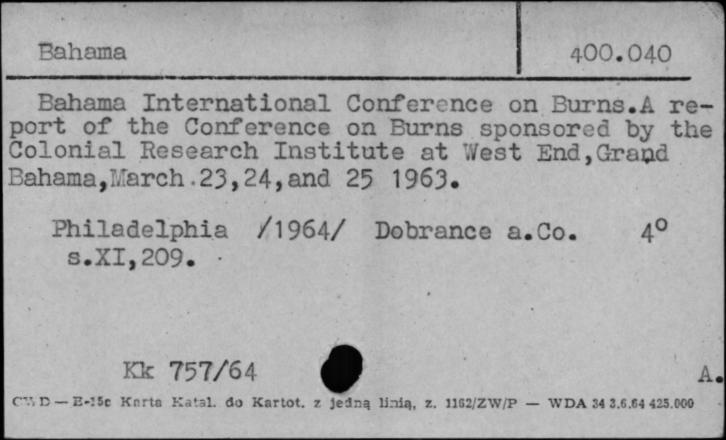 Bahama 400.040
Bahama International Conference on Burns.A re-
port of the Conference on Burns sponsored by the
Colonial Research Institute at West End,Grand
Bahama,March.23,24,and 25 1963.
Philadelphia /1964/ Dobrance a.Co. 4°
s.XI,209.
Kk 757/64 A.
CWD — E-15c Karta Katal. do Kartot. z jedną linią, z. 1162/ZW/P — WDA 34 3.6.64 425.000